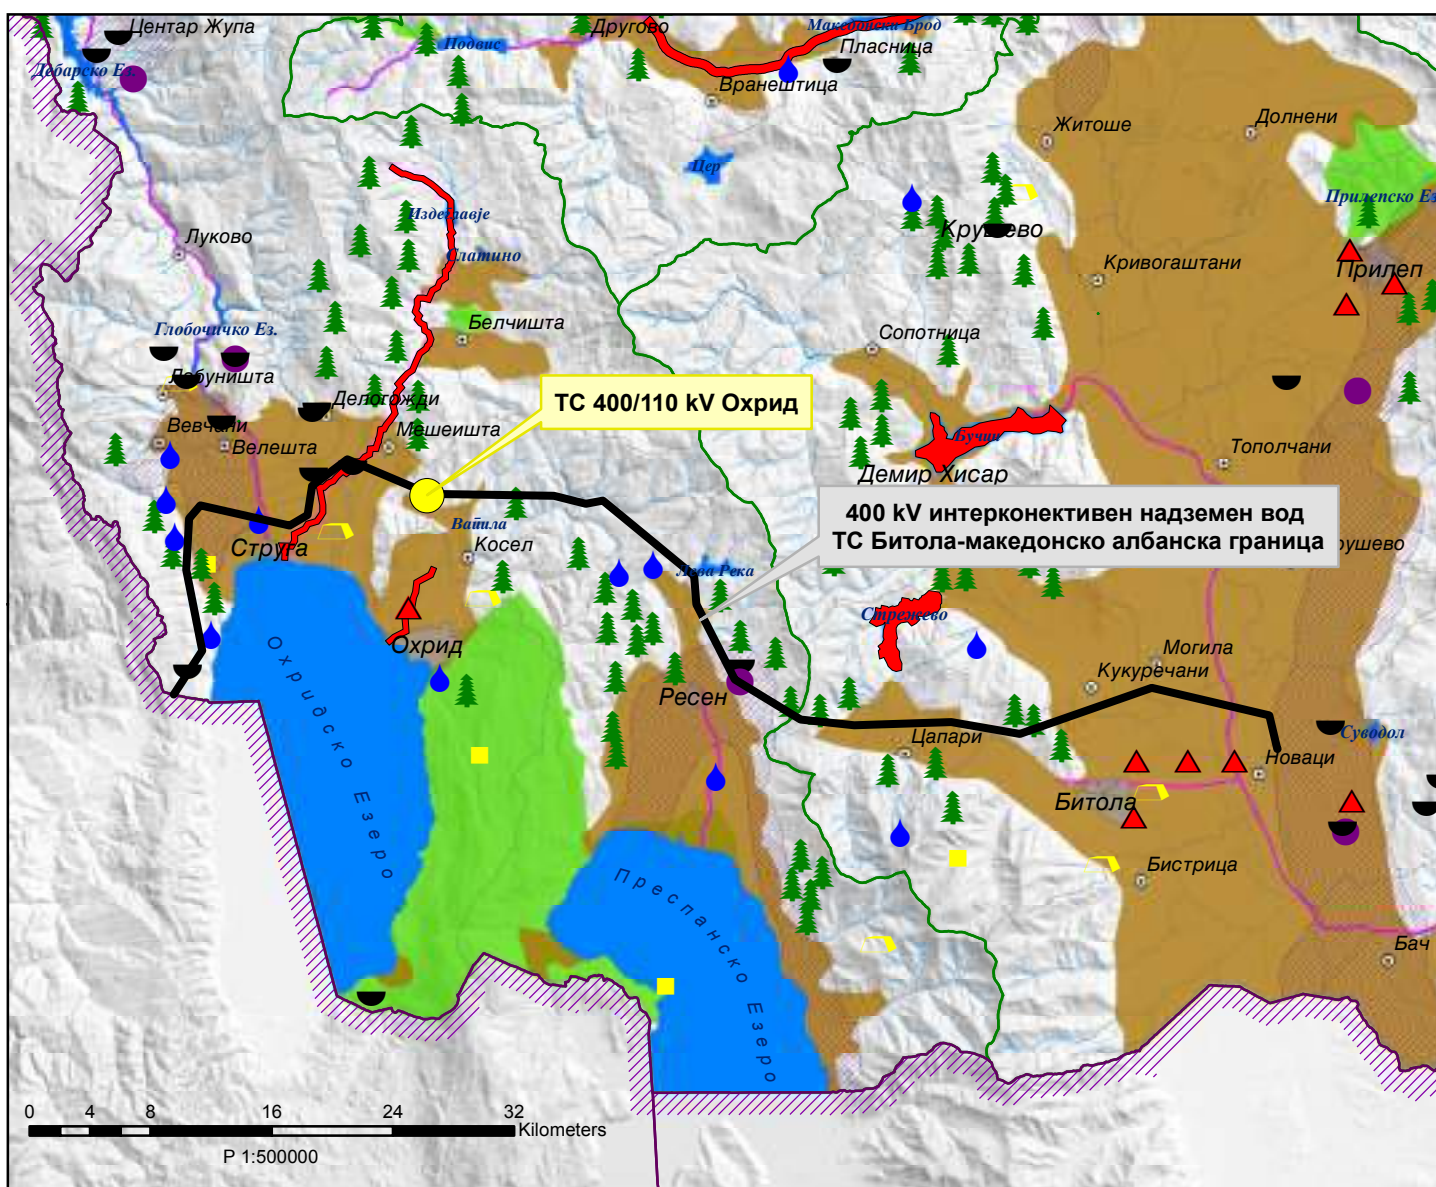 Центар Жупа
Другово
Македонски Брод
Подвис
Пласница
Дебарско Ез.
Вранештица
Житоше
Долнени
Цер
Прилепско Ез
Издеглавје
Крушево
Луково
Слатино
Кривогаштани
Прилеп
Глобочичко Ез.
Белчишта
Сопотница
Лабуништа
Делогожди
ТС 400/110 kV Охрид
Вевчани
Мешеишта
Бучин
Велешта
Тополчани
Демир Хисар
400 kV интерконективен надземен вод
ТС Битола-македонско албанска граница
Вапила
Струга
Косел
рушево
Лева Река
Стрежево
Охрид
Могила
Кукуречани
Ресен
Охридско Езеро
Цапари
Суводол
Новаци
Битола
Бистрица
Преспанско Езеро
Бач
0 4 8 16 24 32
Kilometers
Р 1:500000